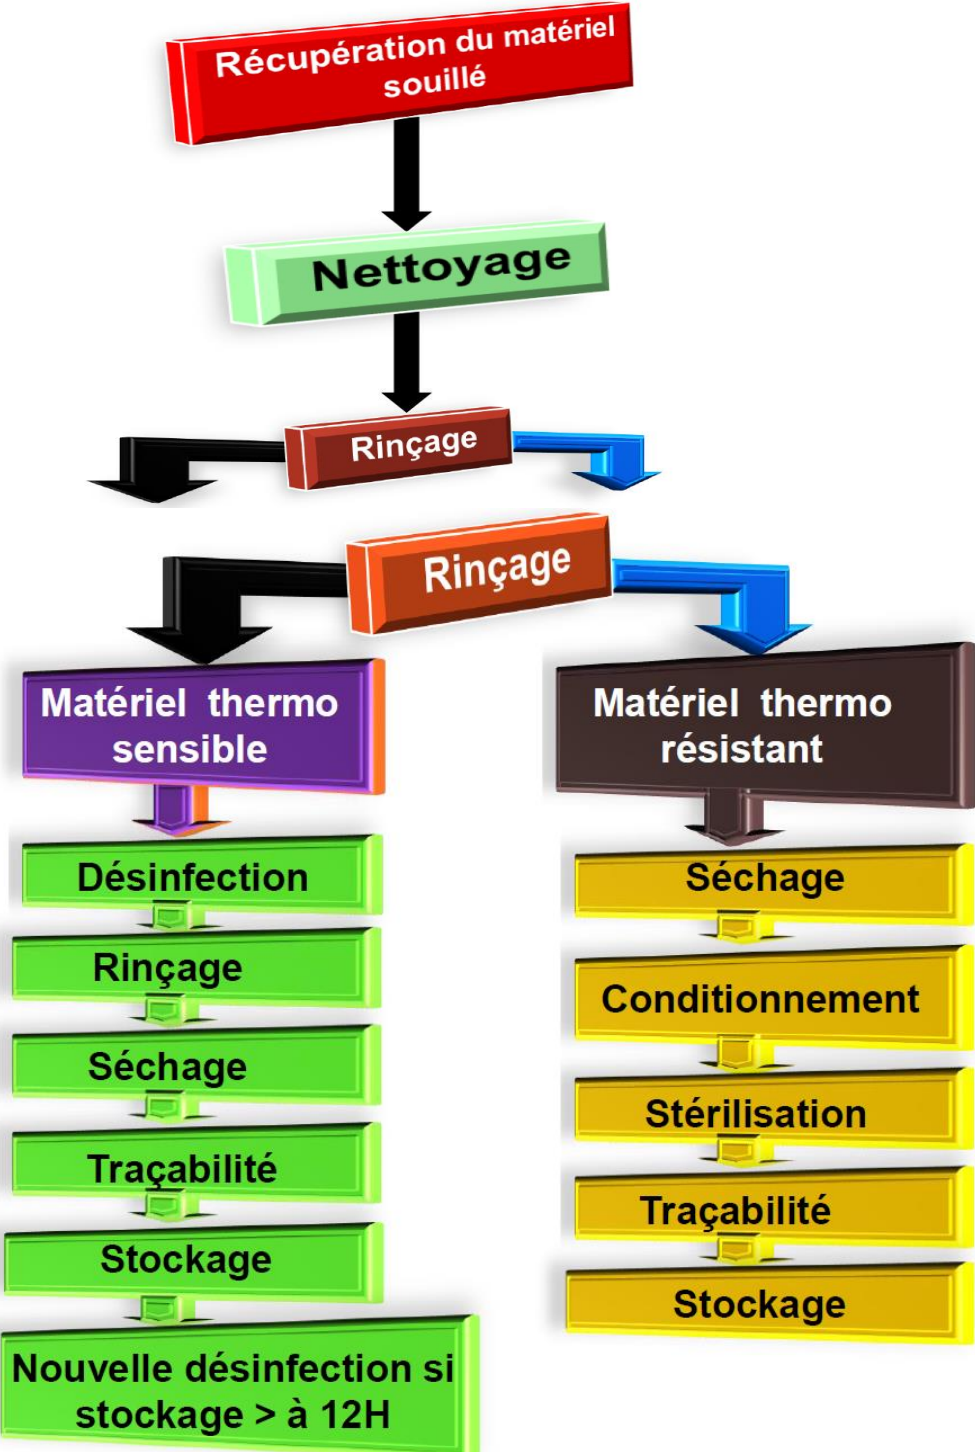 Récupération du matériel
souillé
Nettoyage
Rinçage
Rinçage
Matériel thermo
sensible
Désinfection
Rinçage
Séchage
Traçabilité
Stockage
Nouvelle désinfection si
stockage > à 12H
Matériel thermo
résistant
Séchage
Conditionnement
Stérilisation
Traçabilité
Stockage